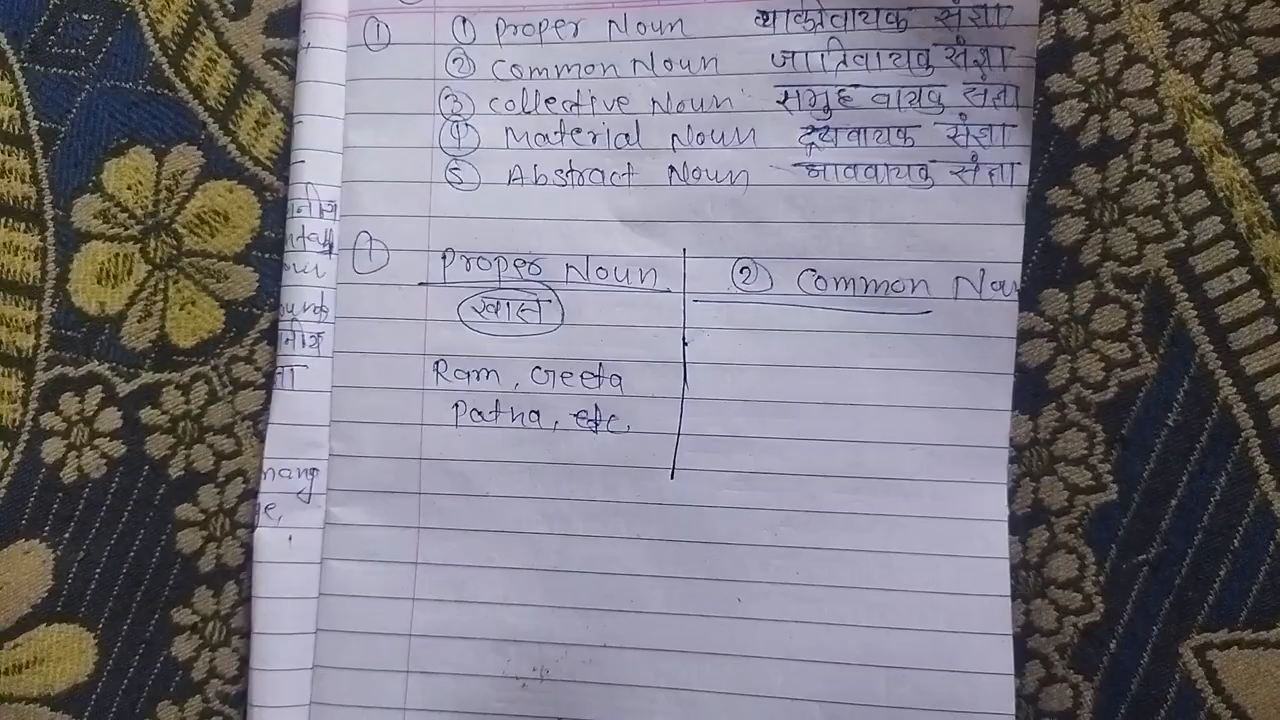 ① ① Proper Noun व्यक्तिवाचक संज्ञा
② Common Noun जातिवाचक संज्ञा
③ Collective Noun समुह वाचक संज्ञा
④ Material Noun द्रव्यवाचक संज्ञा
⑤ Abstract Noun भाववाचक संज्ञा
① Proper Noun
② Common Nou
खास
Ram, Geeta
Patna, etc.